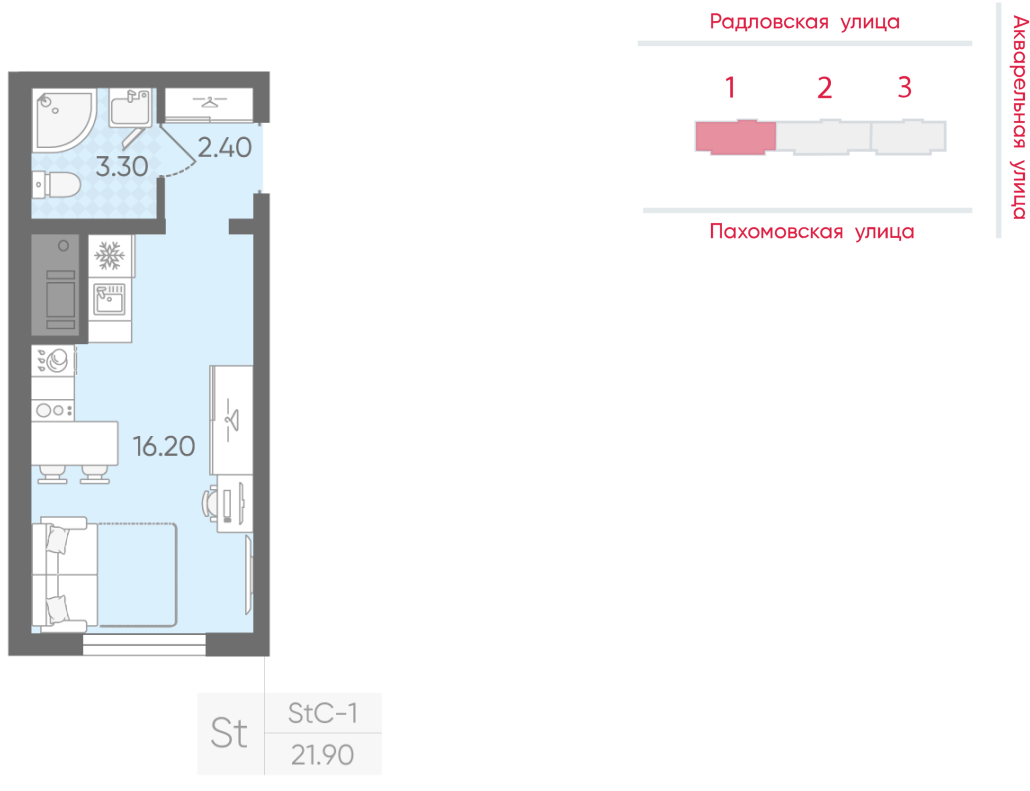 Радловская улица
Акварельная улица
1 2 3
Пахомовская улица
2.40
3.30
16.20
St
StC-1
21.90